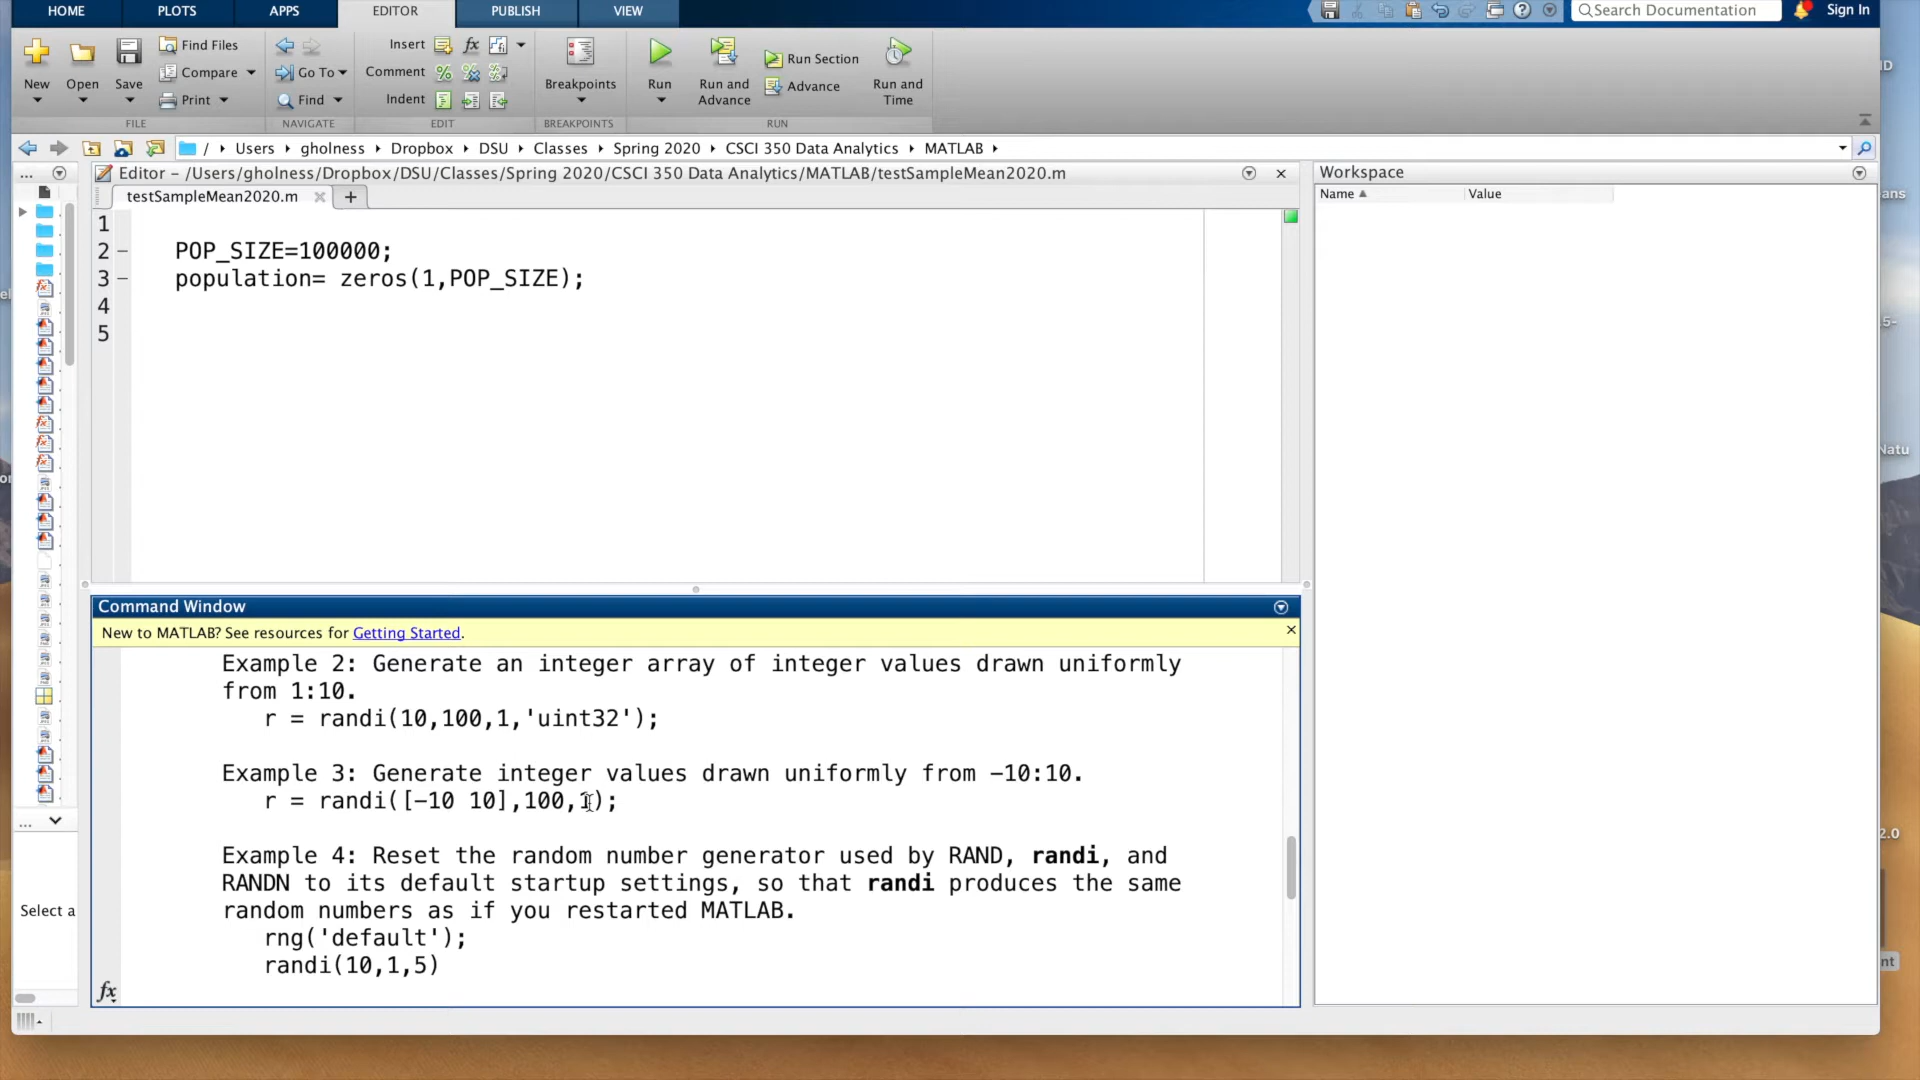 HOME
PLOTS
APPS
EDITOR
PUBLISH
VIEW
Search Documentation
Sign In
New
Open
Save
Find Files
Compare
Print
FILE
Go To
Find
NAVIGATE
Insert
fx
Comment
Indent
EDIT
Breakpoints
BREAKPOINTS
Run
Run and
Advance
Run Section
Advance
Run and
Time
RUN
/ Users gholness Dropbox DSU Classes Spring 2020 CSCI 350 Data Analytics MATLAB
Editor - /Users/gholness/Dropbox/DSU/Classes/Spring 2020/CSCI 350 Data Analytics/MATLAB/testSampleMean2020.m
testSampleMean2020.m
1
2 – POP_SIZE=100000;
3 – population= zeros(1,POP_SIZE);
4
5
Workspace
Name Value
Command Window
New to MATLAB? See resources for Getting Started.
Example 2: Generate an integer array of integer values drawn uniformly
from 1:10.
r = randi(10,100,1,'uint32');
Example 3: Generate integer values drawn uniformly from -10:10.
r = randi([-10 10],100,1);
Example 4: Reset the random number generator used by RAND, randi, and
RANDN to its default startup settings, so that randi produces the same
random numbers as if you restarted MATLAB.
rng('default');
randi(10,1,5)
fx
...
...
Select a
D
ans
5-
Natu
2.0
nt